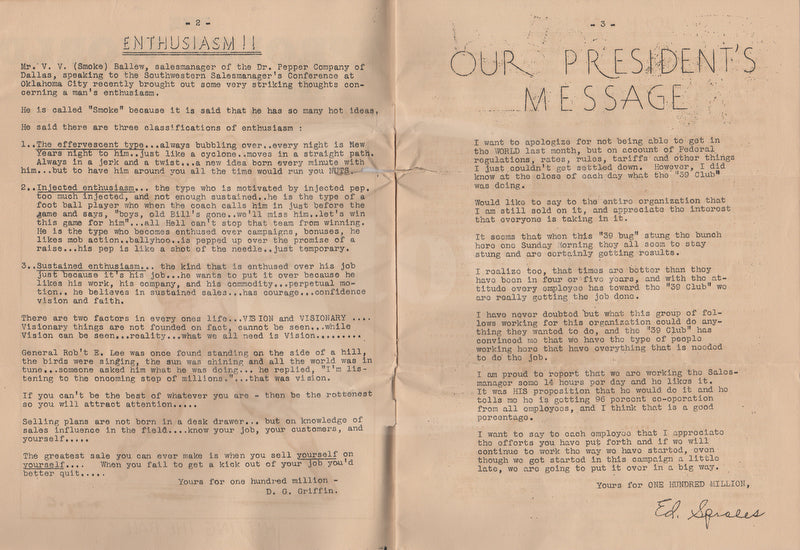 - 2 -
ENTHUSIASM!!
Mr. V. V. (Smoke) Ballew, salesmanager of the Dr. Pepper Company of
Dallas, speaking to the Southwestern Salesmanager's Conference at
Oklahoma City recently brought out some very striking thoughts con-
cerning a man's enthusiasm.
He is called "Smoke" because it is said that he has so many hot ideas.
He said there are three classifications of enthusiasm :
1..The effervescent type...always bubbling over..every night is New
Years night to him..just like a cyclone..moves in a straight path.
Always in a jerk and a twist...a new idea born every minute with
him...but to have him around you all the time would run you NUTS.
2..Injected enthusiasm... the type who is motivated by injected pep,
too much injected, and not enough sustained..he is the type of a
foot ball player who when the coach calls him in just before the
game and says, "boys, old Bill's gone..we'll miss him..let's win
this game for him"...all Hell can't stop that team from winning.
He is the type who becomes enthused over campaigns, bonuses, he
likes mob action..ballyhoo..is pepped up over the promise of a
raise...his pep is like a shot of the needle..just temporary.
3..Sustained enthusiasm... the kind that is enthused over his job
just because it's his job...he wants to put it over because he
likes his work, his company, and his commodity...perpetual mo-
tion.. he believes in sustained sales...has courage...confidence
vision and faith.
There are two factors in every ones life...VISION and VISIONARY ....
Visionary things are not founded on fact, cannot be seen...while
Vision can be seen...reality...what we all need is Vision.........
General Rob't E. Lee was once found standing on the side of a hill,
the birds were singing, the sun was shining and all the world was in
tune...someone asked him what he was doing... he replied, "I'm lis-
tening to the oncoming step of millions."...that was vision.
If you can't be the best of whatever you are - then be the rottenest
so you will attract attention.....
Selling plans are not born in a desk drawer... but on knowledge of
sales influence in the field....know your job, your customers, and
yourself.....
The greatest sale you can ever make is when you sell yourself on
yourself.... When you fail to get a kick out of your job you'd
better quit.....
Yours for one hundred million -
D. G. Griffin.
- 3 -
OUR PRESIDENT'S
MESSAGE
I want to apologize for not being able to get in
the WORLD last month, but on account of Federal
regulations, rates, rules, tariffs and other things
I just couldn't get settled down. However, I did
know at the close of each day what the "39 Club"
was doing.
Would like to say to the entire organization that
I am still sold on it, and appreciate the interest
that everyone is taking in it.
It seems that when this "39 bug" stung the bunch
here one Sunday Morning they all seem to stay
stung and are certainly getting results.
I realize too, that times are better than they
have been in four or five years, and with the at-
titude every employee has toward the "39 Club" we
are really getting the job done.
I have never doubted but what this group of fel-
lows working for this organization could do any-
thing they wanted to do, and the "39 Club" has
convinced me that we have the type of people
working here that have everything that is needed
to do the job.
I am proud to report that we are working the Sales-
manager some 16 hours per day and he likes it.
It was HIS proposition that he would do it and he
tells me he is getting 96 percent co-operation
from all employees, and I think that is a good
percentage.
I want to say to each employee that I appreciate
the efforts you have put forth and if we will
continue to work the way we have started, even
though we got started in this campaign a little
late, we are going to put it over in a big way.
Yours for ONE HUNDRED MILLION,
Ed. Sproles